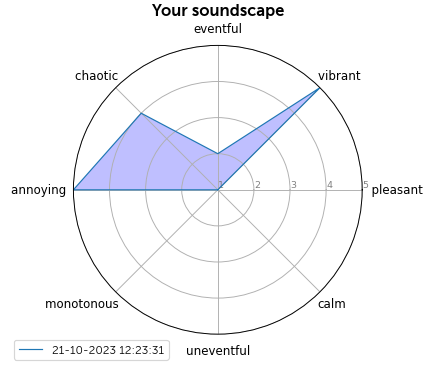 Your soundscape
eventful
chaotic
vibrant
annoying
1 2 3 4 5
pleasant
monotonous
calm
uneventful
21-10-2023 12:23:31